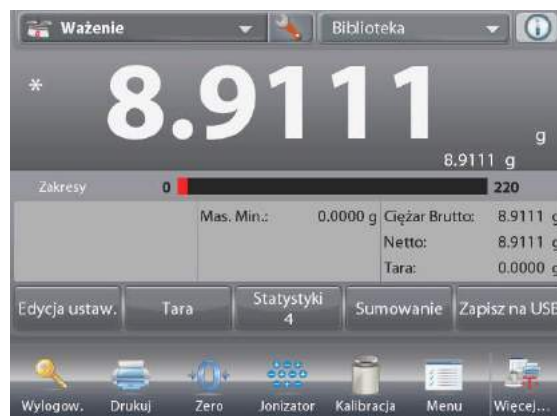 Ważenie Biblioteka
* 8.9111 g
8.9111 g
Zakresy 0 220
Mas. Min.: 0.0000 g Ciężar Brutto: 8.9111 g
Netto: 8.9111 g
Tara: 0.0000 g
Edycja ustaw. Tara Statystyki 4 Sumowanie Zapisz na USB
Wylogow. Drukuj Zero Jonizator Kalibracja Menu Więcej...